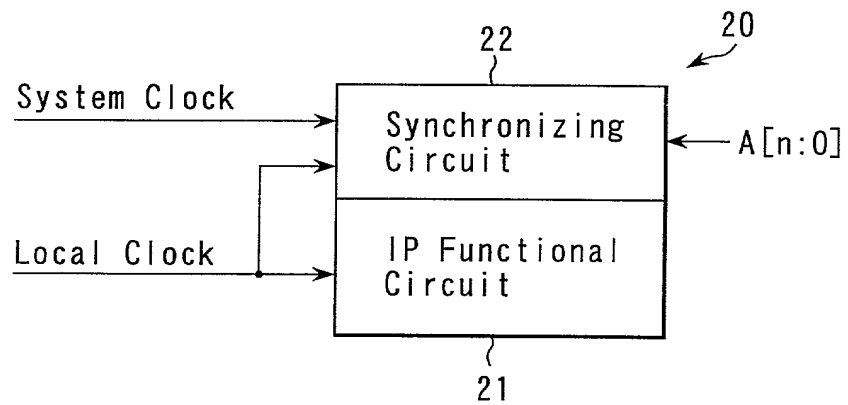 20
22
System Clock
Synchronizing
Circuit
A[n:0]
Local Clock
IP Functional
Circuit
21